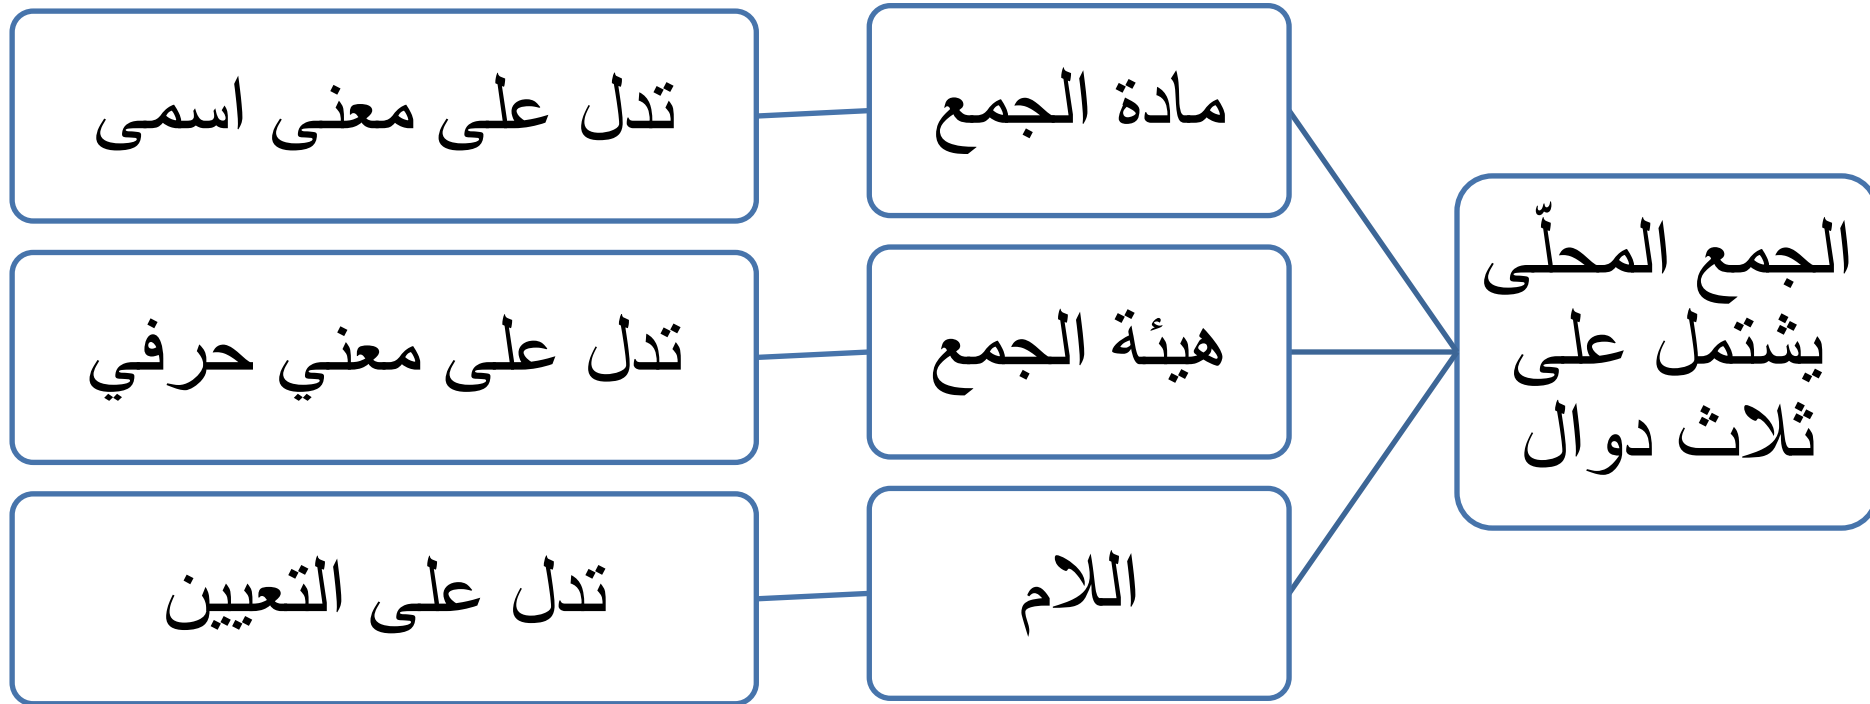 الجمع المحلّى
يشتمل على
ثلاث دوال
مادة الجمع
تدل على معنى اسمى
هيئة الجمع
تدل على معني حرفي
اللام
تدل على التعيين